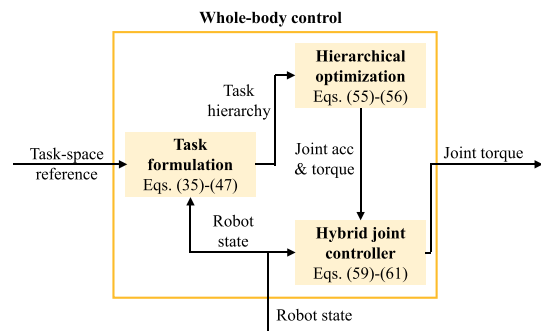 Whole-body control
Hierarchical
optimization
Eqs. (55)-(56)
Task
hierarchy
Task-space
reference
Task
formulation
Eqs. (35)-(47)
Joint acc
& torque
Joint torque
Robot
state
Hybrid joint
controller
Eqs. (59)-(61)
Robot state